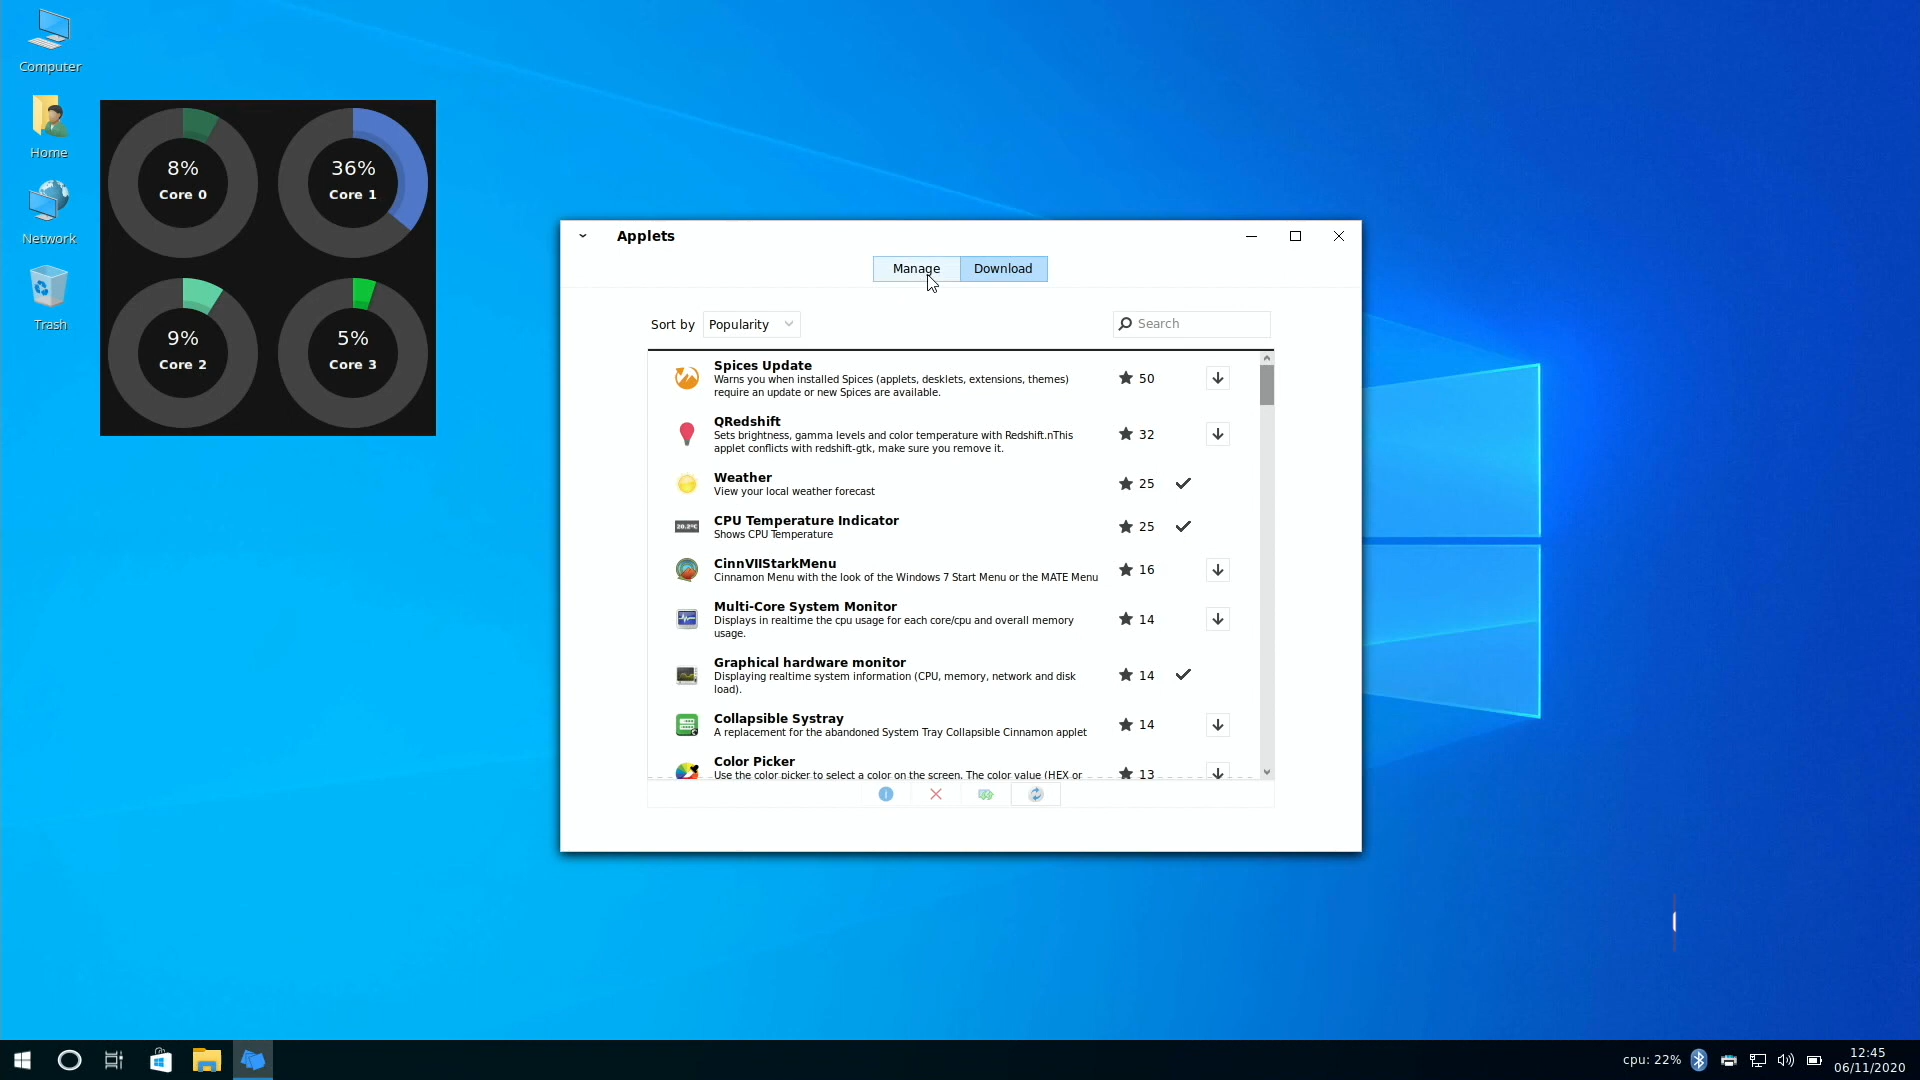 Computer
Home
Network
Trash
8%
Core 0
36%
Core 1
9%
Core 2
5%
Core 3
Applets
Manage
Download
Sort by
Popularity
Search
Spices Update
Warns you when installed Spices (applets, desklets, extensions, themes)
require an update or new Spices are available.
50
QRedshift
Sets brightness, gamma levels and color temperature with Redshift.nThis
applet conflicts with redshift-gtk, make sure you remove it.
32
Weather
View your local weather forecast
25
20.2°C
CPU Temperature Indicator
Shows CPU Temperature
25
CinnVIIStarkMenu
Cinnamon Menu with the look of the Windows 7 Start Menu or the MATE Menu
16
Multi-Core System Monitor
Displays in realtime the cpu usage for each core/cpu and overall memory
usage.
14
Graphical hardware monitor
Displaying realtime system information (CPU, memory, network and disk
load).
14
Collapsible Systray
A replacement for the abandoned System Tray Collapsible Cinnamon applet
14
Color Picker
Use the color picker to select a color on the screen. The color value (HEX or
13
cpu: 22%
12:45
06/11/2020